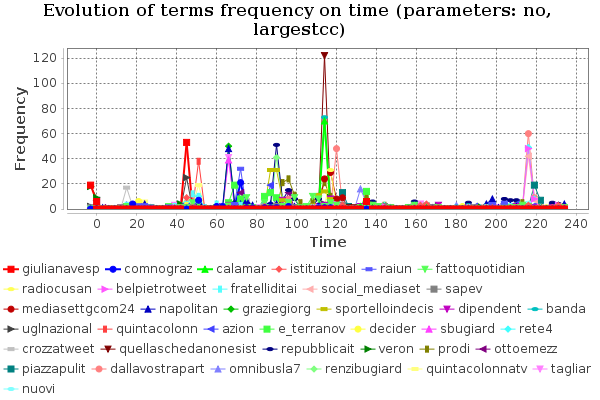 Evolution of terms frequency on time (parameters: no,
largestcc)
120
100
80
60
40
20
0
Frequency
0 20 40 60 80 100 120 140 160 180 200 220 240
Time
giulianavesp comnograz calamar istituzional raiun fattoquotidian
radiocusan belpietrotweet fratelliditai social_mediaset sapev
mediasettgcom24 napolitan graziegiorg sportelloindecis dipendent banda
uglnazional quintacolonn azion e_terranov decider sbugiard rete4
crozzatweet quellaschedanonesist repubblicait veron prodi ottoemezz
piazzapulit dallavostrapart omnibusla7 renzibugiard quintacolonnatv tagliar
nuovi